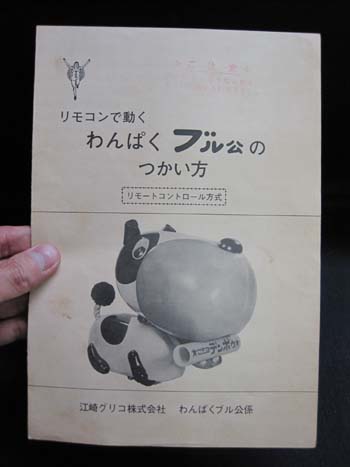 リモコンで動く
わんぱく ブル公の
つかい方
リモートコントロール方式
江崎グリコ株式会社 わんぱくブル公係